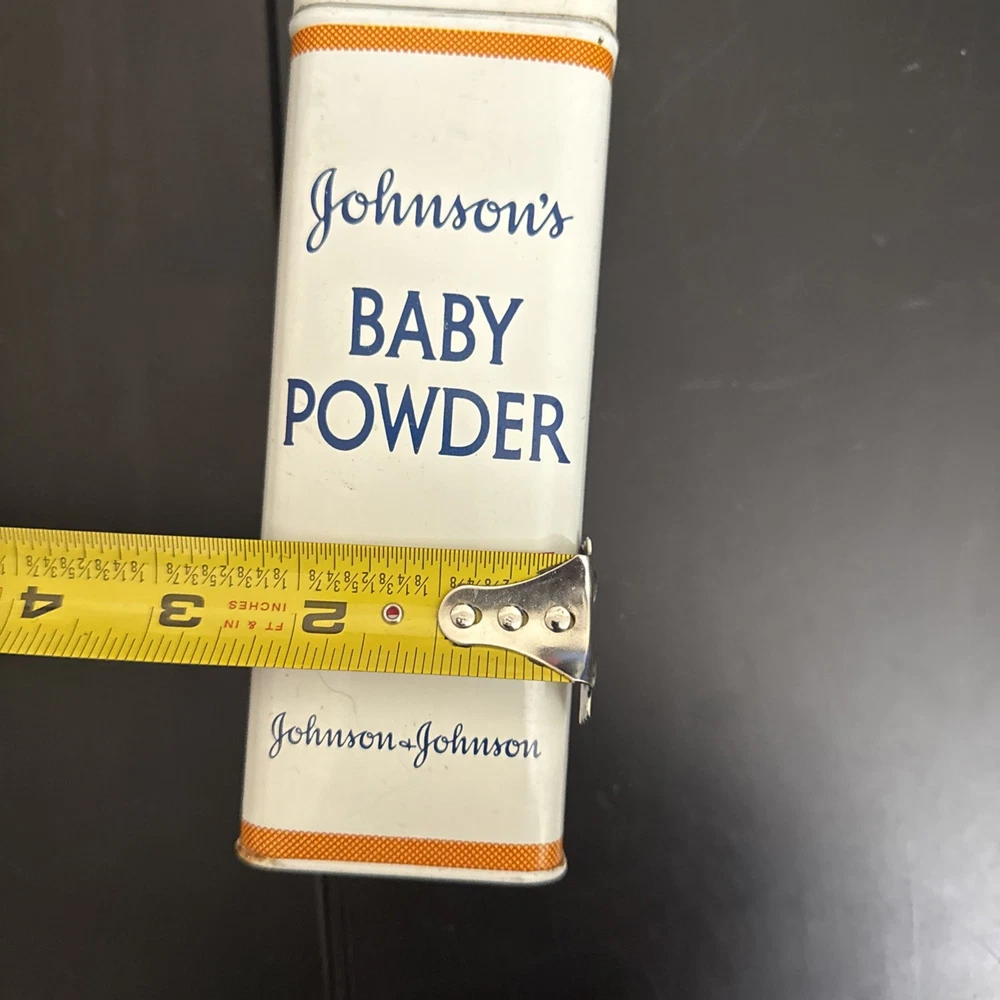 Johnson's
BABY
POWDER
4 3 FT & IN INCHES 2
Johnson & Johnson